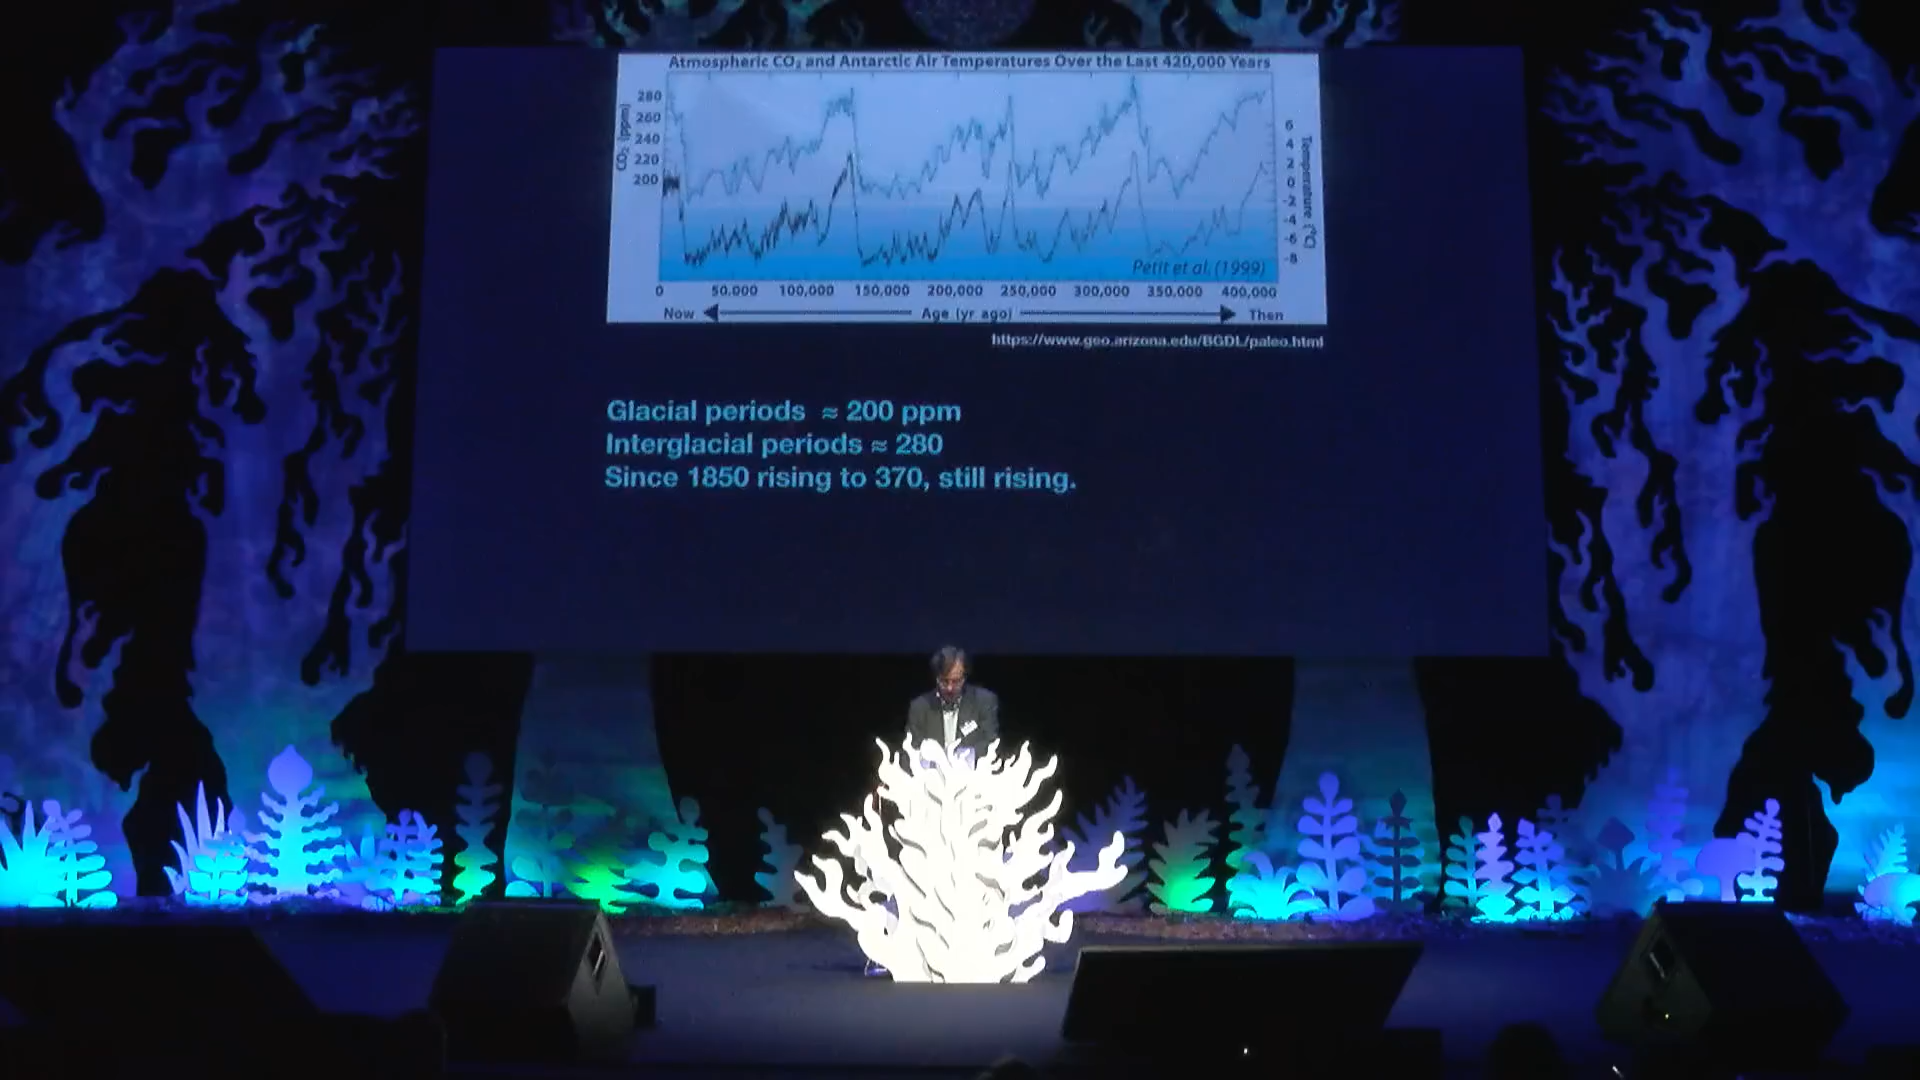 Atmospheric CO₂ and Antarctic Air Temperatures Over the Last 420,000 Years
280
260
240
220
200
CO₂ (ppm)
6
4
2
0
-2
-4
-6
-8
Temperature (°C)
Petit et al. (1999)
0 50,000 100,000 150,000 200,000 250,000 300,000 350,000 400,000
Now Age (yr ago) Then
https://www.geo.arizona.edu/BGDL/paleo.html
Glacial periods ≈ 200 ppm
Interglacial periods ≈ 280
Since 1850 rising to 370, still rising.